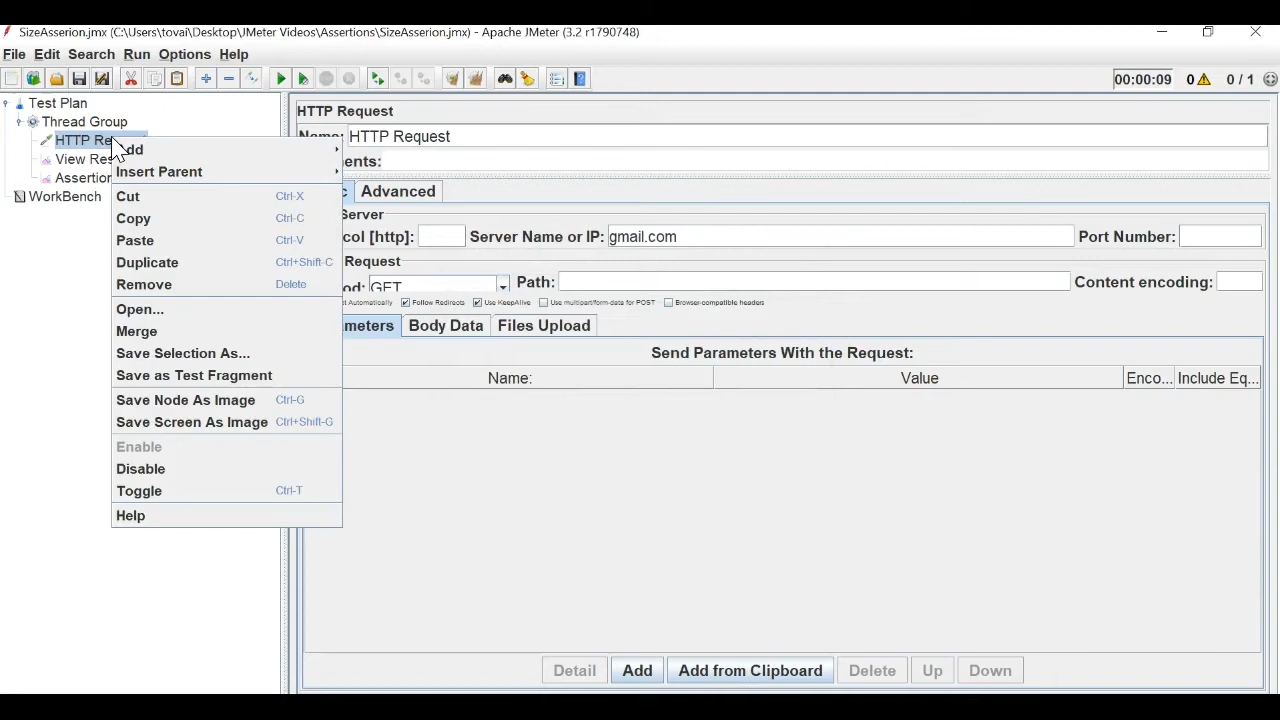 SizeAsserion.jmx (C:\Users\tovai\Desktop\JMeter Videos\Assertions\SizeAsserion.jmx) - Apache JMeter (3.2 r1790748)
File Edit Search Run Options Help
00:00:09 0 0 / 1
Test Plan
Thread Group
HTTP Re
View Res
Assertion
WorkBench
dd
Insert Parent
Cut Ctrl-X
Copy Ctrl-C
Paste Ctrl-V
Duplicate Ctrl+Shift-C
Remove Delete
Open...
Merge
Save Selection As...
Save as Test Fragment
Save Node As Image Ctrl-G
Save Screen As Image Ctrl+Shift-G
Enable
Disable
Toggle Ctrl-T
Help
HTTP Request
Name: HTTP Request
ents:
c Advanced
Server
col [http]: Server Name or IP: gmail.com Port Number:
Request
od: GET Path: Content encoding:
ct Automatically Follow Redirects Use KeepAlive Use multipart/form-data for POST Browser-compatible headers
meters Body Data Files Upload
Send Parameters With the Request:
Name: Value Enco... Include Eq...
Detail Add Add from Clipboard Delete Up Down